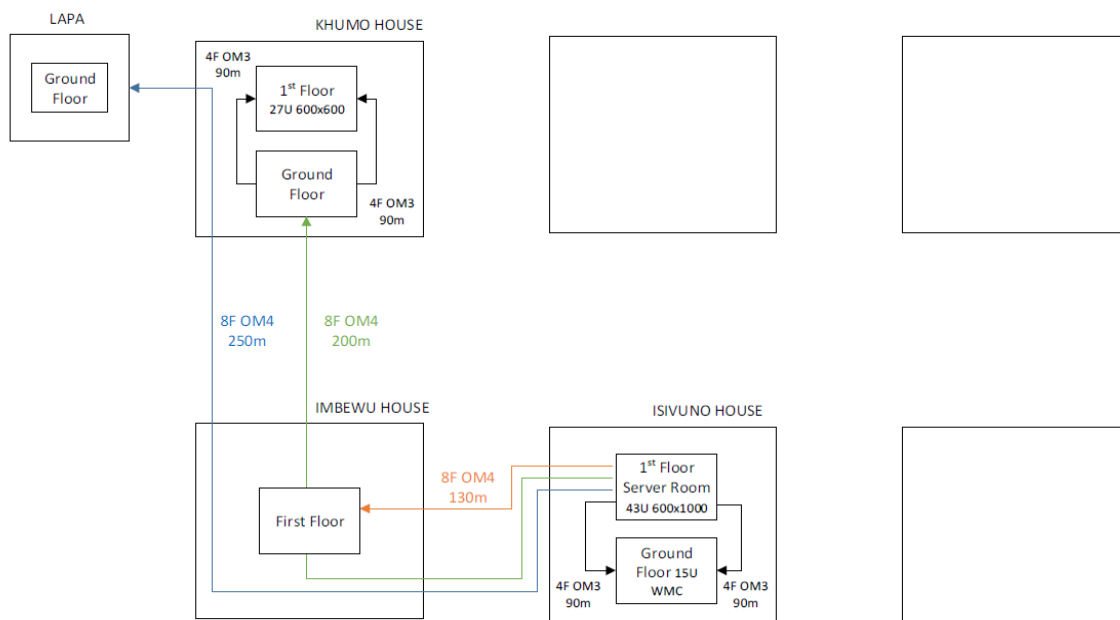 LAPA
Ground
Floor
KHUMO HOUSE
4F OM3
90m
1st Floor
27U 600x600
Ground
Floor
4F OM3
90m
8F OM4
250m
8F OM4
200m
IMBEWU HOUSE
First Floor
8F OM4
130m
ISIVUNO HOUSE
1st Floor
Server Room
43U 600x1000
Ground
Floor 15U
WMC
4F OM3
90m
4F OM3
90m